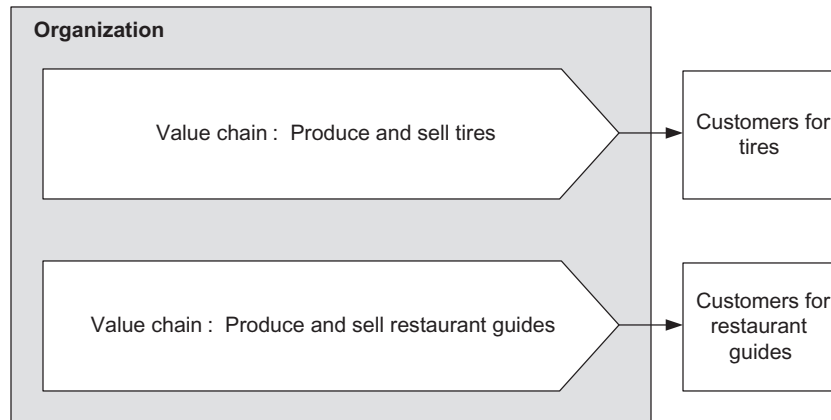 Organization
Value chain : Produce and sell tires
Customers for
tires
Value chain : Produce and sell restaurant guides
Customers for
restaurant
guides